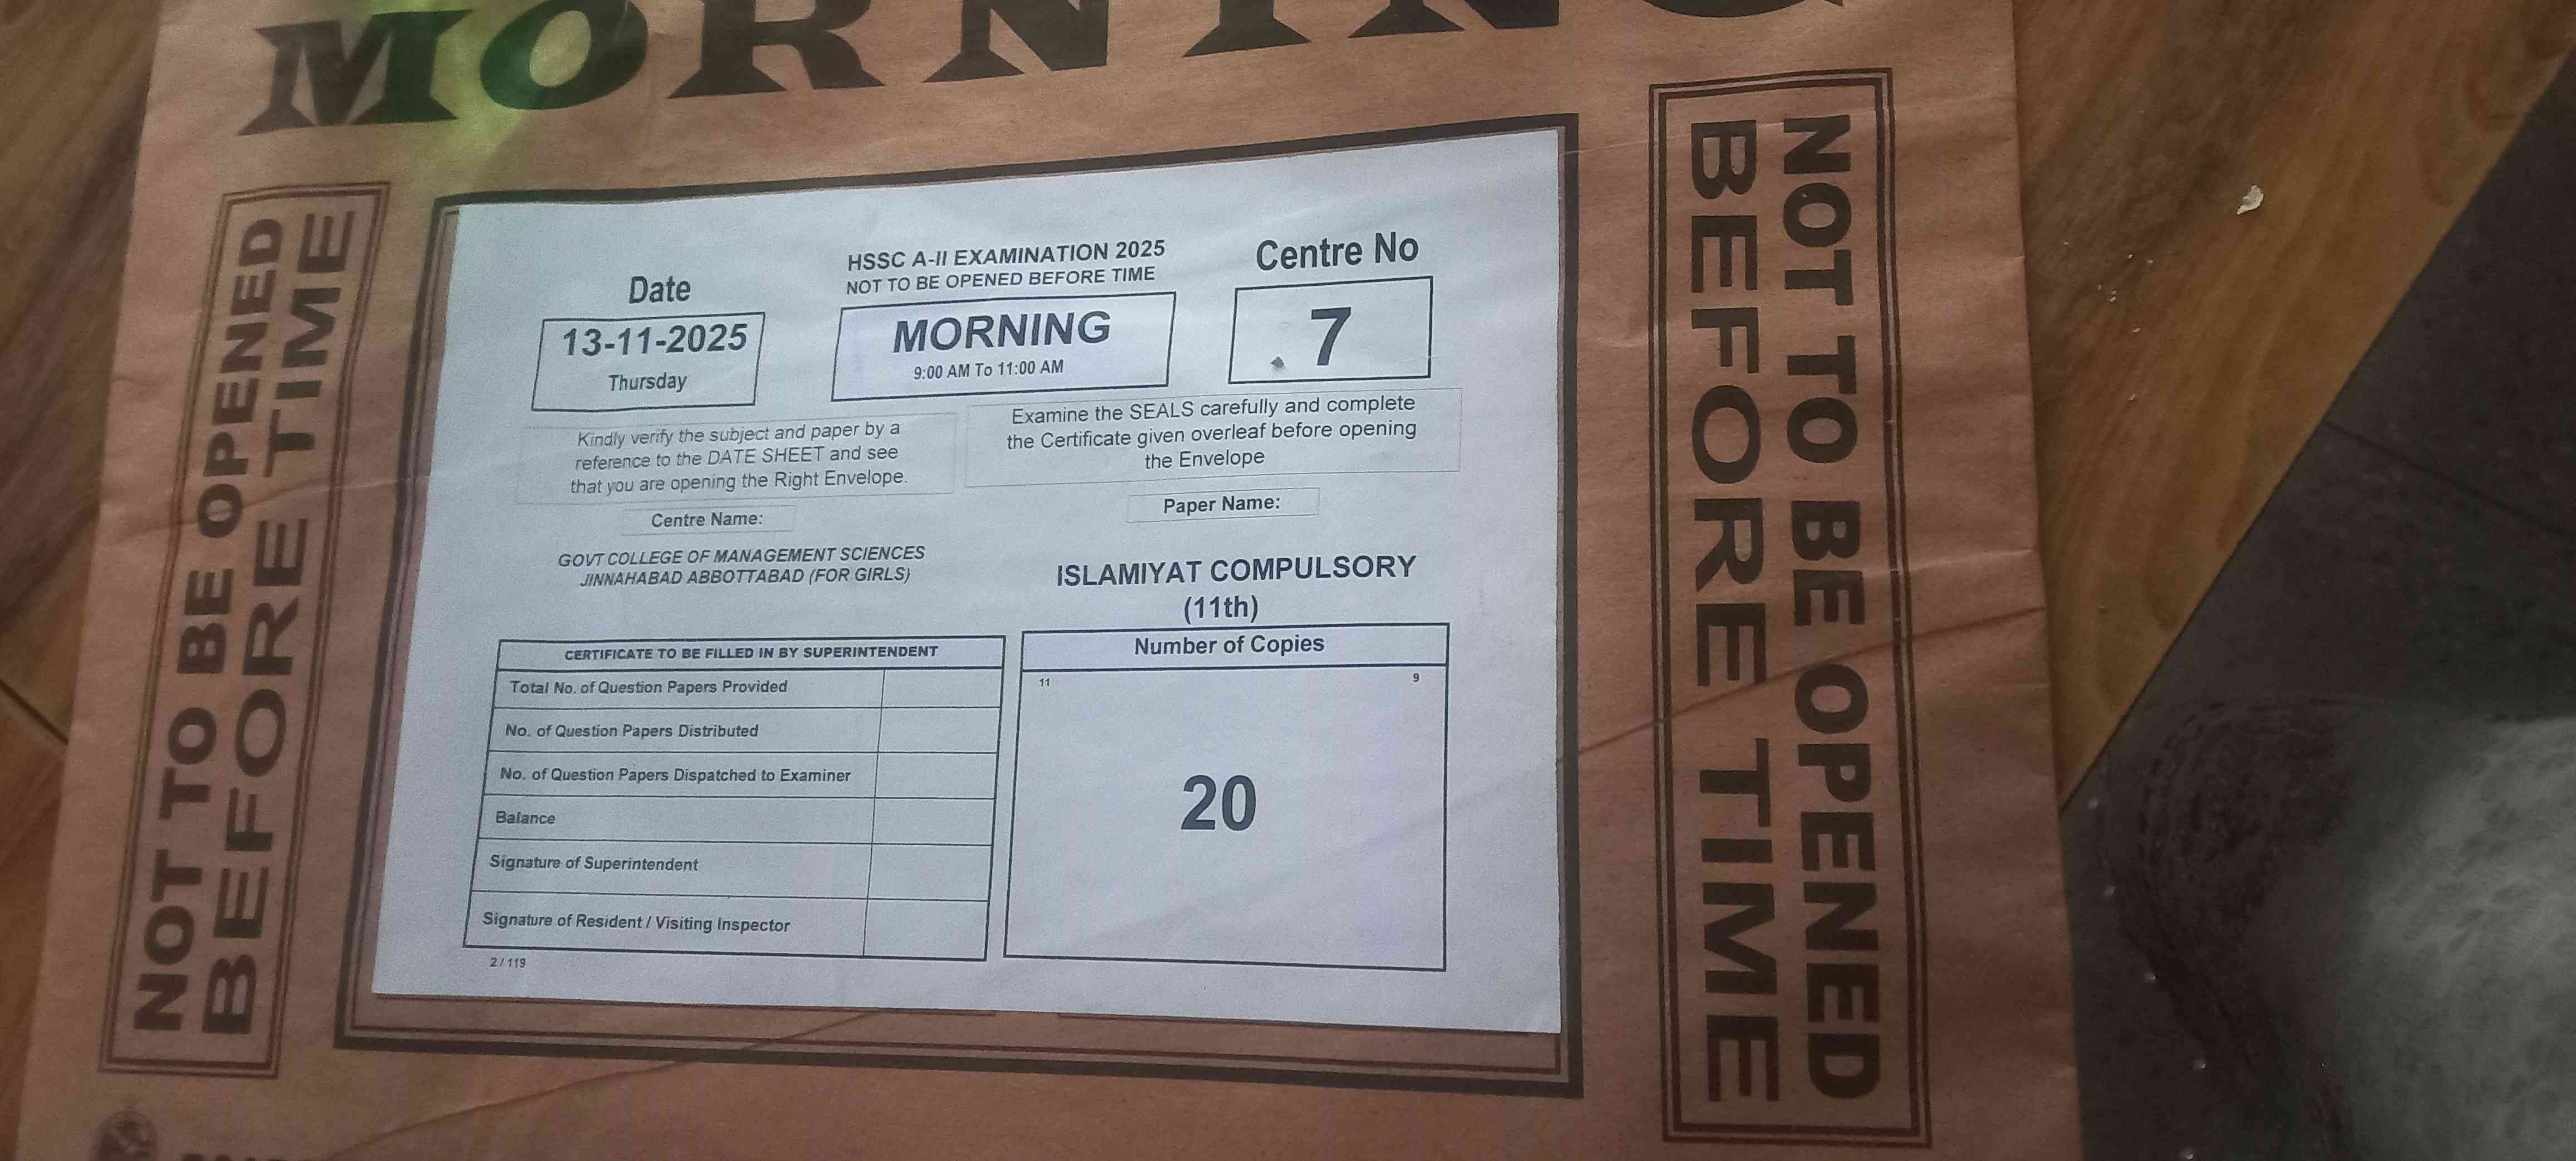 MORNING
NOT TO BE OPENED
BEFORE TIME
HSSC A-II EXAMINATION 2025
NOT TO BE OPENED BEFORE TIME
Date
13-11-2025
Thursday
MORNING
9:00 AM To 11:00 AM
Centre No
7
Kindly verify the subject and paper by a
reference to the DATE SHEET and see
that you are opening the Right Envelope.
Examine the SEALS carefully and complete
the Certificate given overleaf before opening
the Envelope
Centre Name:
GOVT COLLEGE OF MANAGEMENT SCIENCES
JINNAHABAD ABBOTTABAD (FOR GIRLS)
Paper Name:
ISLAMIYAT COMPULSORY
(11th)
CERTIFICATE TO BE FILLED IN BY SUPERINTENDENT
Total No. of Question Papers Provided
No. of Question Papers Distributed
No. of Question Papers Dispatched to Examiner
Balance
Signature of Superintendent
Signature of Resident / Visiting Inspector
2 / 119
Number of Copies
11 9
20
NOT TO BE OPENED
BEFORE TIME